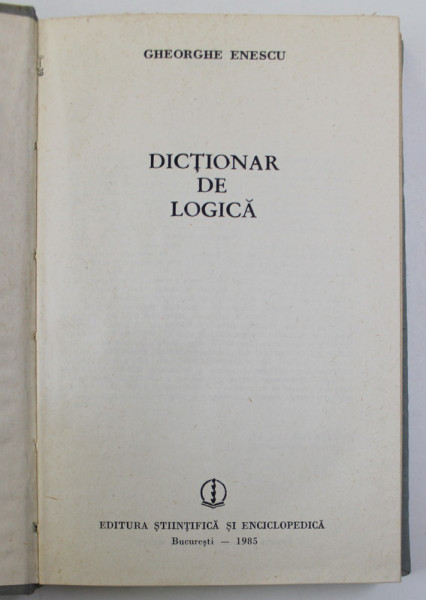 GHEORGHE ENESCU
DICȚIONAR
DE
LOGICĂ
EDITURA ȘTIINȚIFICĂ ȘI ENCICLOPEDICĂ
București — 1985